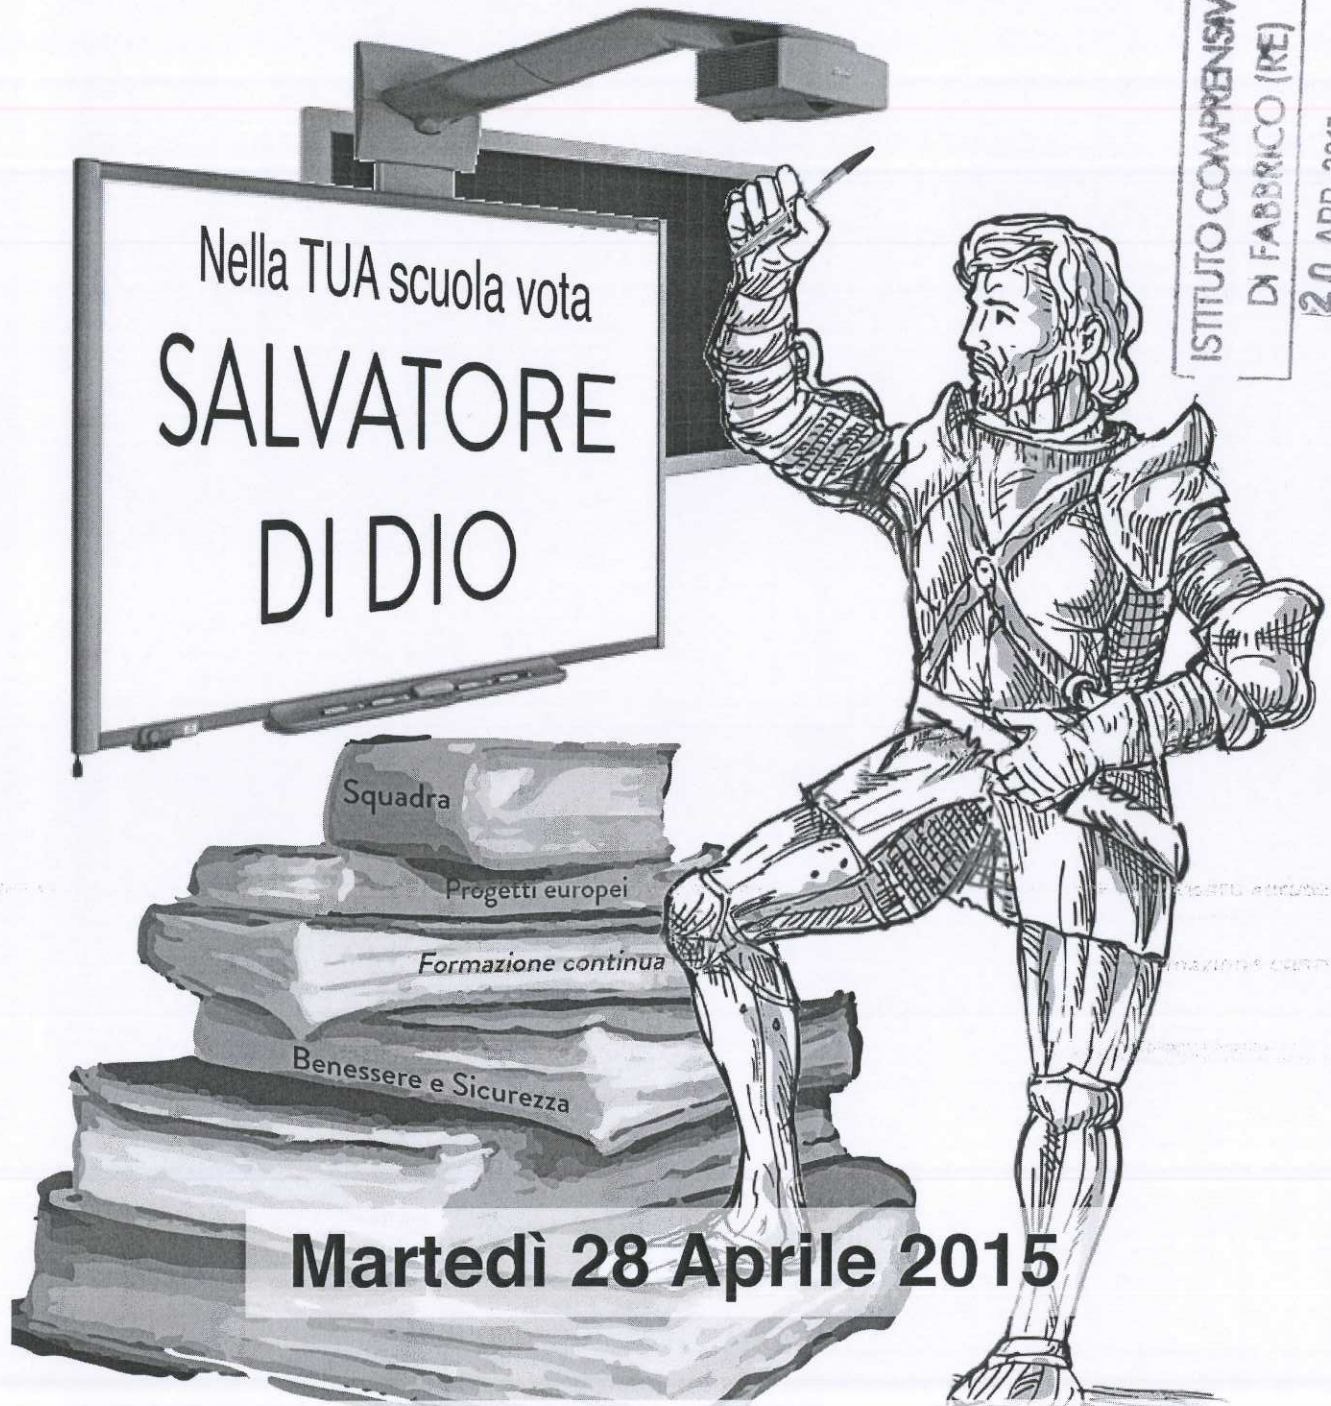 Nella TUA scuola vota
SALVATORE
DI DIO
ISTITUTO COMPRENSIV
DI FABBRICO (RE)
20 APR 2015
Squadra
Progetti europei
Formazione continua
Benessere e Sicurezza
Martedì 28 Aprile 2015